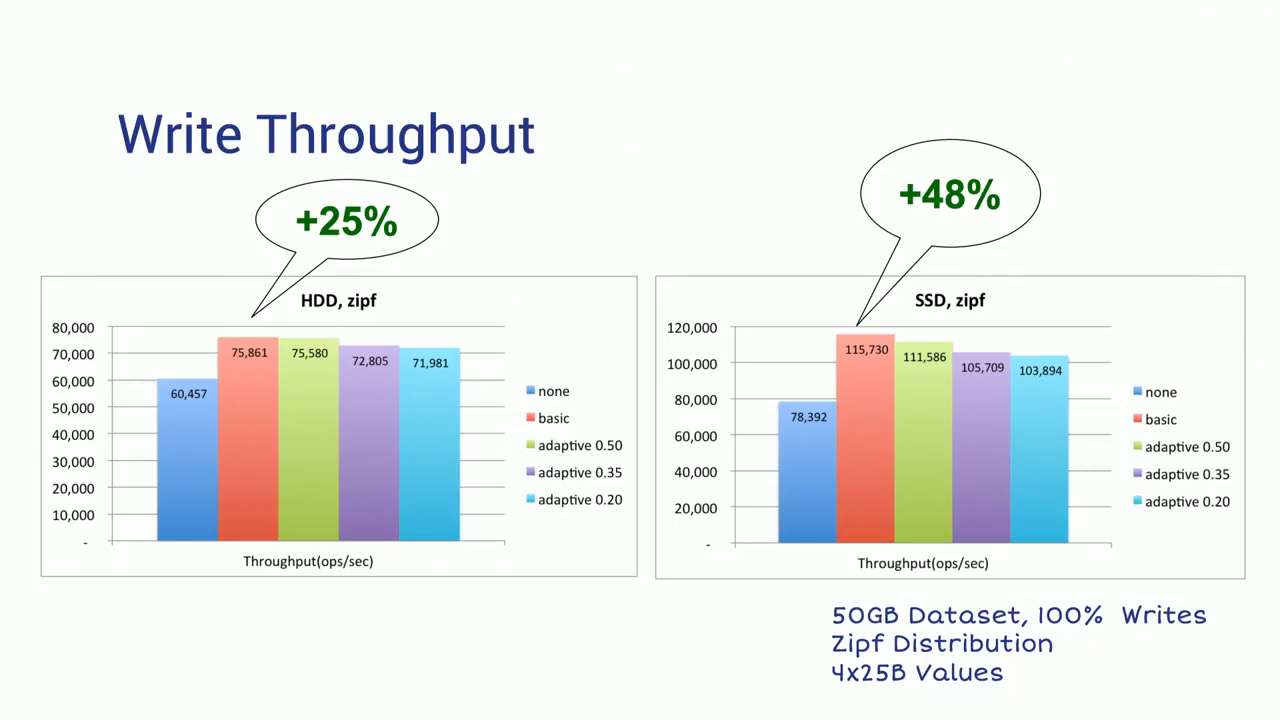 Write Throughput
+25%
+48%
HDD, zipf
80,000
70,000
60,000
50,000
40,000
30,000
20,000
10,000
-
60,457
75,861
75,580
72,805
71,981
Throughput(ops/sec)
none
basic
adaptive 0.50
adaptive 0.35
adaptive 0.20
SSD, zipf
120,000
100,000
80,000
60,000
40,000
20,000
-
78,392
115,730
111,586
105,709
103,894
Throughput(ops/sec)
none
basic
adaptive 0.50
adaptive 0.35
adaptive 0.20
50GB Dataset, 100% Writes
Zipf Distribution
4x25B Values